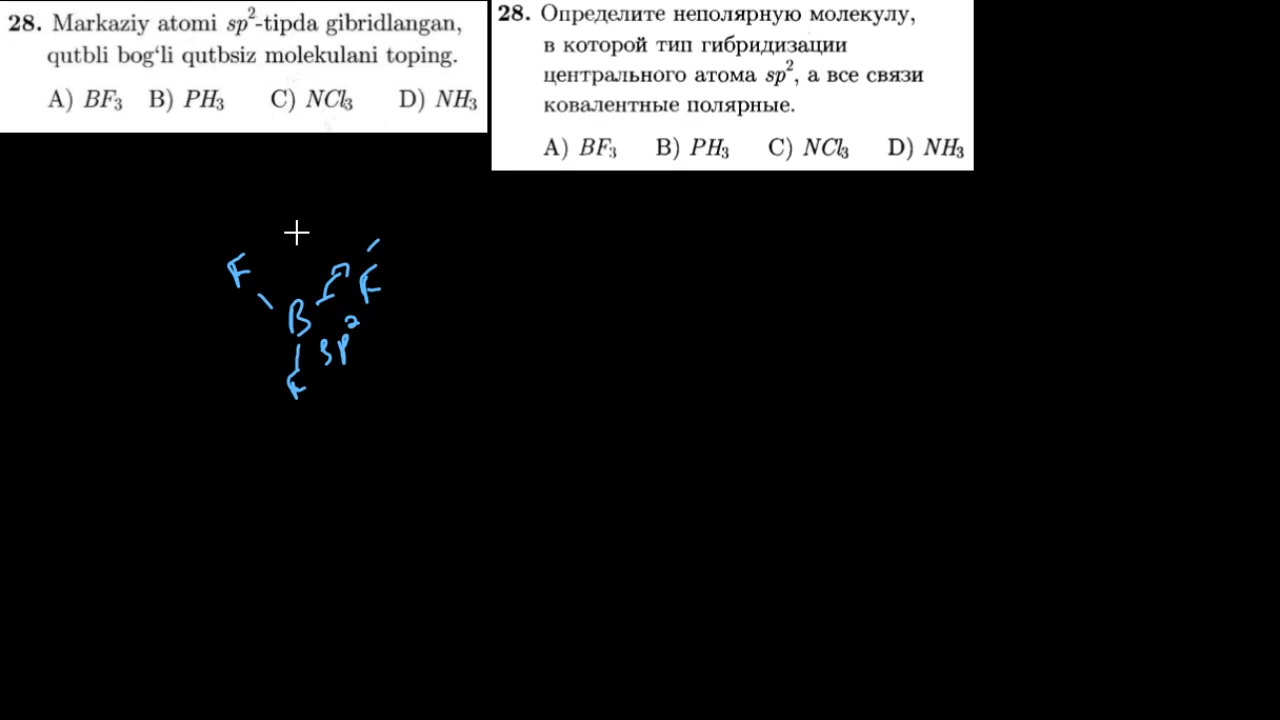 28. Markaziy atomi sp²-tipda gibridlangan,
qutbli bog‘li qutbsiz molekulani toping.
A) BF₃ B) PH₃ C) NCl₃ D) NH₃
28. Определите неполярную молекулу,
в которой тип гибридизации
центрального атома sp², а все связи
ковалентные полярные.
A) BF₃ B) PH₃ C) NCl₃ D) NH₃
F
F
B
sp²
F